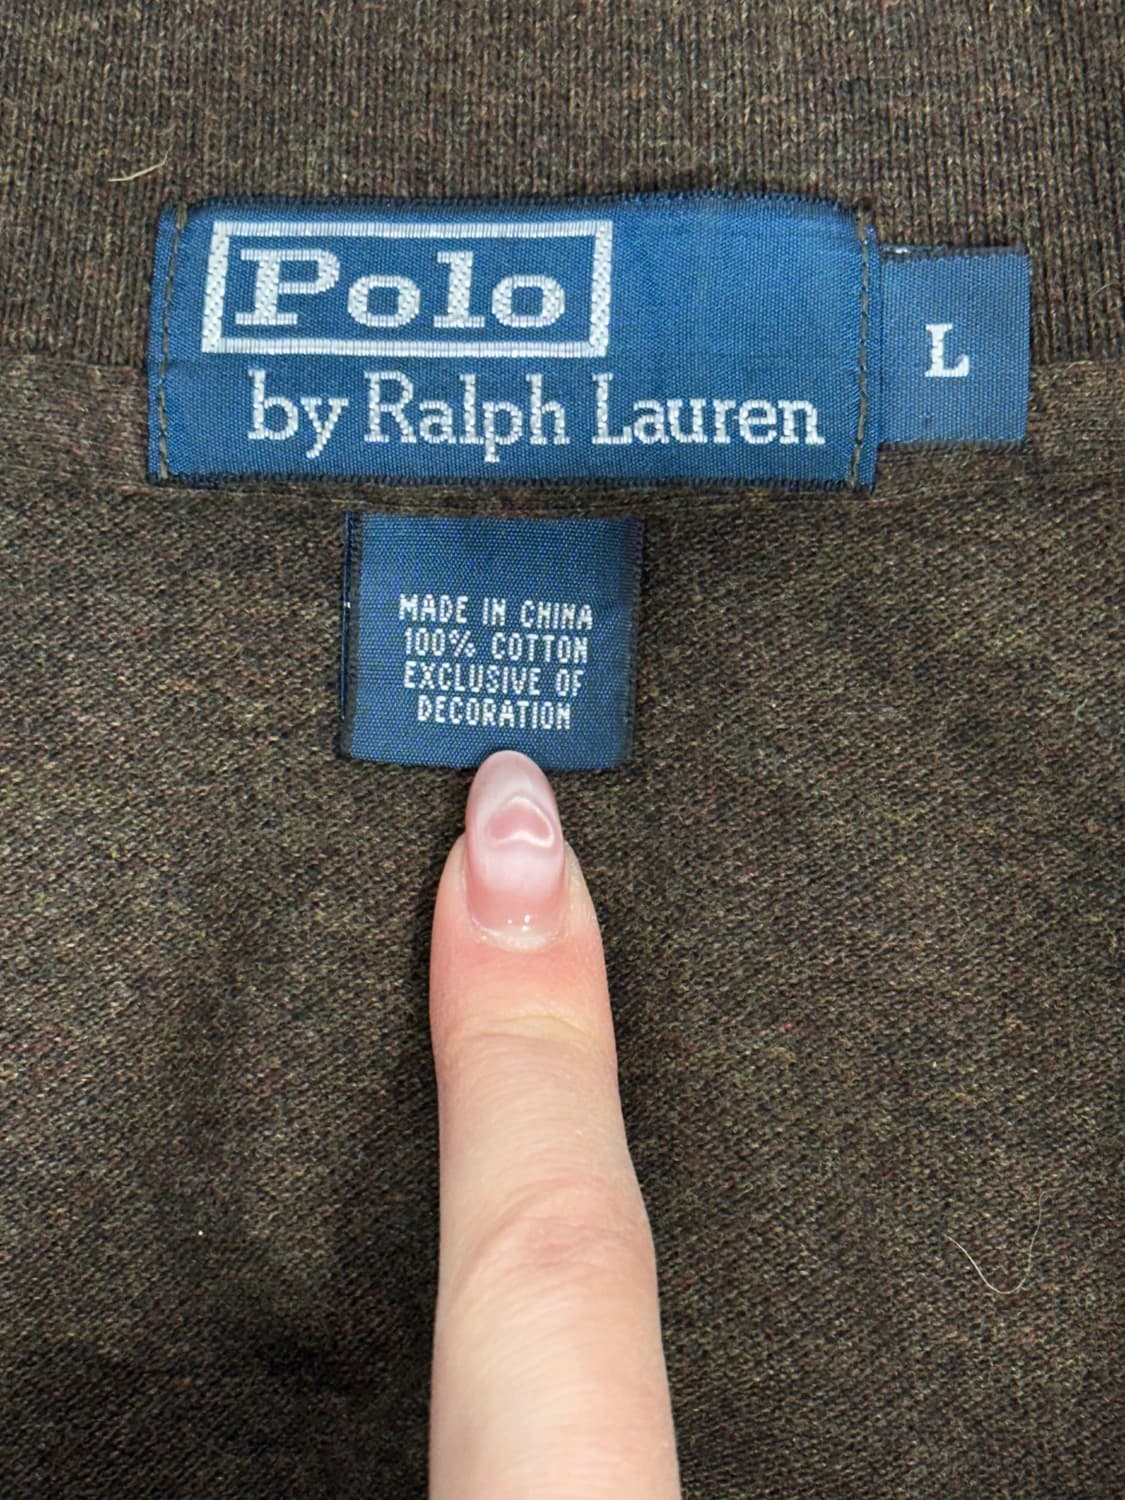 Polo
by Ralph Lauren
L
MADE IN CHINA
100% COTTON
EXCLUSIVE OF
DECORATION